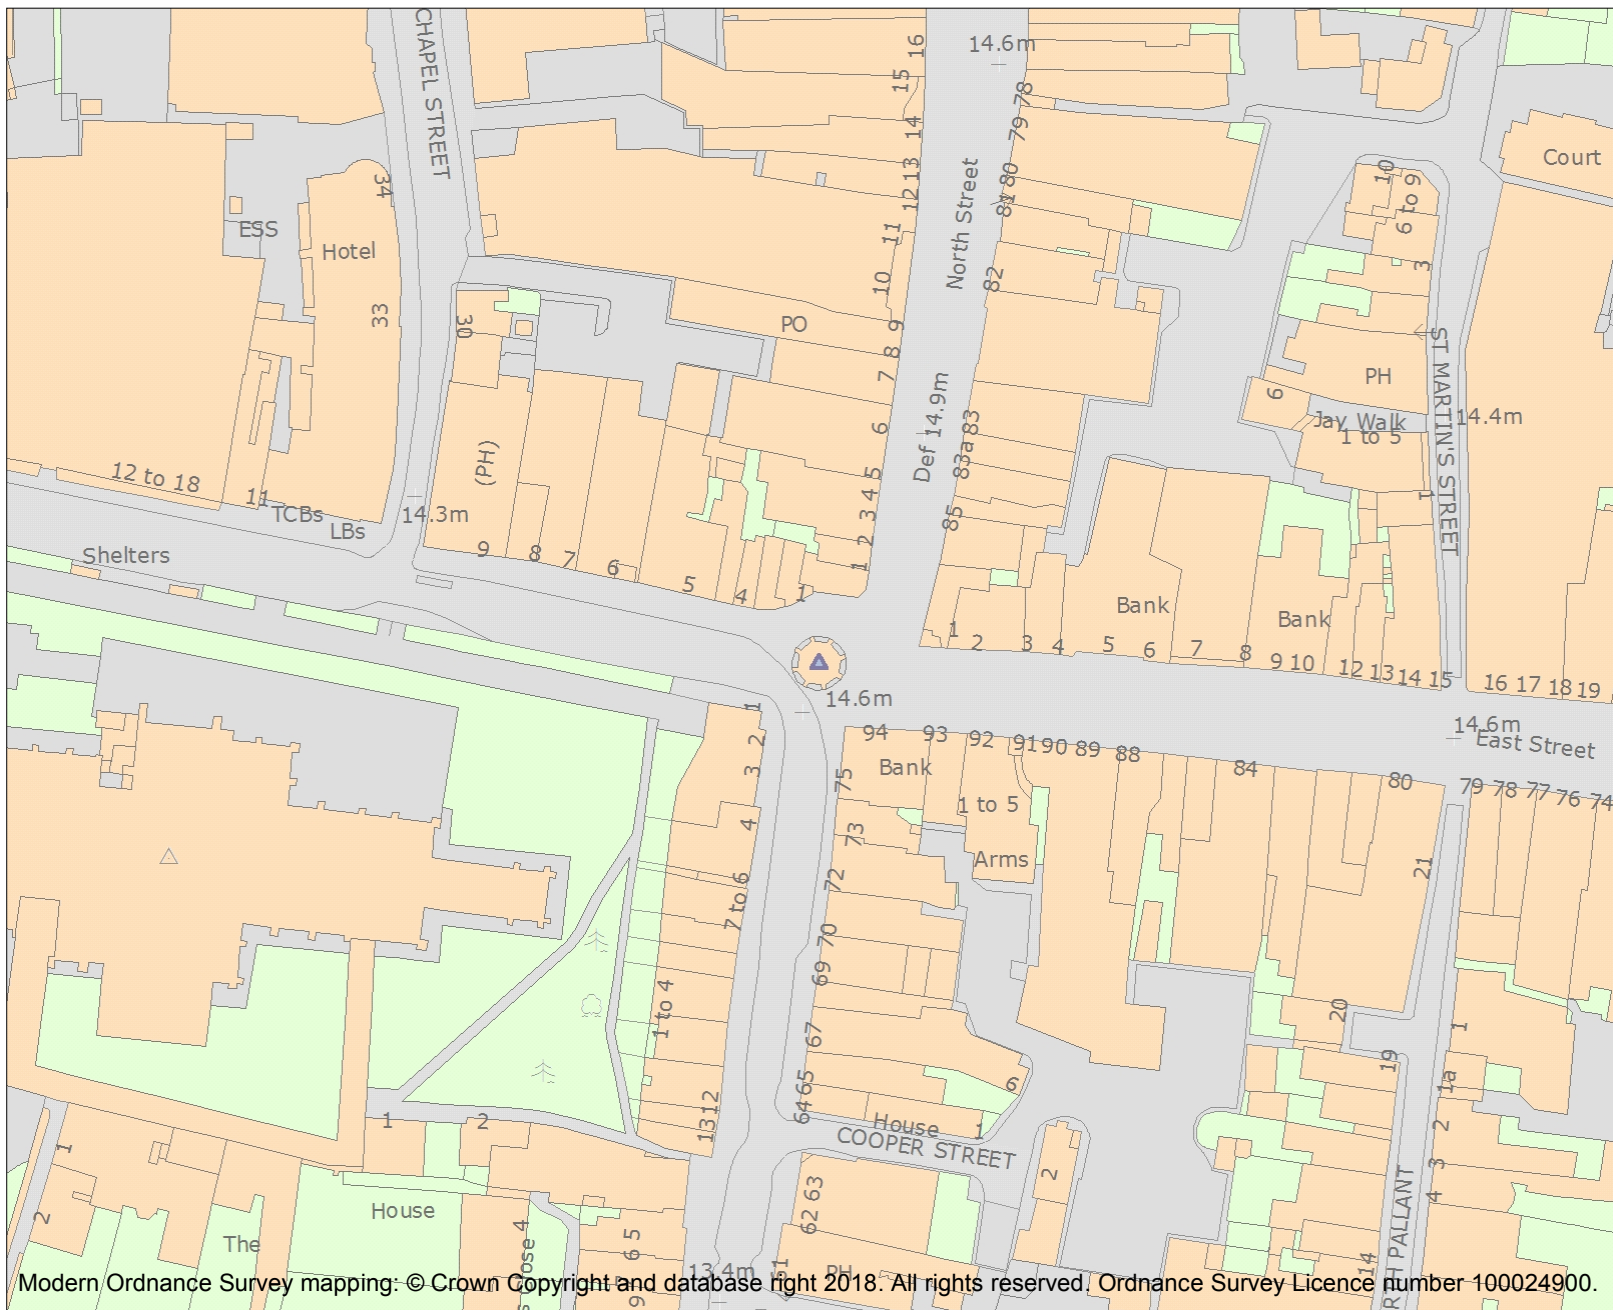 CHAPEL STREET
16
14.6m
15
78
14
79
Court
13
80
10
34
12
81
6 to 9
ESS
11
North Street
Hotel
3
10
82
33
30
PO
9
8
7
ST MARTIN'S STREET
PH
6
Def 14.9m
83
Jay Walk
14.4m
1 to 5
6
(PH)
83a
12 to 18
5
11
4
1
TCBs
14.3m
3
85
LBs
2
Shelters
9
8
7
6
5
4
1
1
Bank
Bank
1
2
3
4
5
6
7
8
9
10
12
13
14
15
16
17
18
19
14.6m
14.6m
East Street
1
2
3
4
94
93
92
91
90
89
88
84
80
79
78
77
76
74
Bank
75
1 to 5
73
Arms
72
21
7 to 6
70
69
1 to 4
20
67
1
19
65
64
6
1a
12
13
1
2
House
1
COOPER STREET
2
1
2
3
4
63
62
House
2
The
5
6
9
14
13.4m
61
PH
Modern Ordnance Survey mapping: © Crown Copyright and database right 2018. All rights reserved. Ordnance Survey Licence number 100024900.